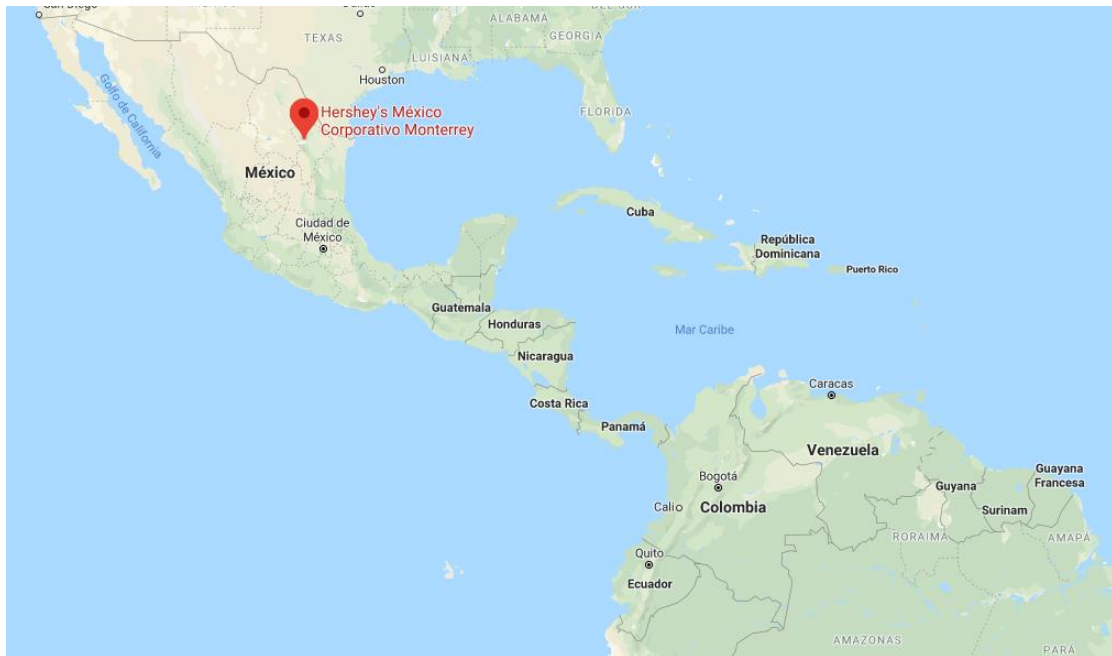 ALABAMA
TEXAS
GEORGIA
LUISIANA
Houston
Golfo de California
FLORIDA
Hershey's México
Corporativo Monterrey
México
Ciudad de
México
Cuba
República
Dominicana
Puerto Rico
Guatemala
Honduras
Mar Caribe
Nicaragua
Caracas
Costa Rica
Panamá
Venezuela
Bogotá
Guayana
Francesa
Guyana
Cali
Colombia
Surinam
RORAIMA
AMAPÁ
Quito
Ecuador
AMAZONAS
PARÁ